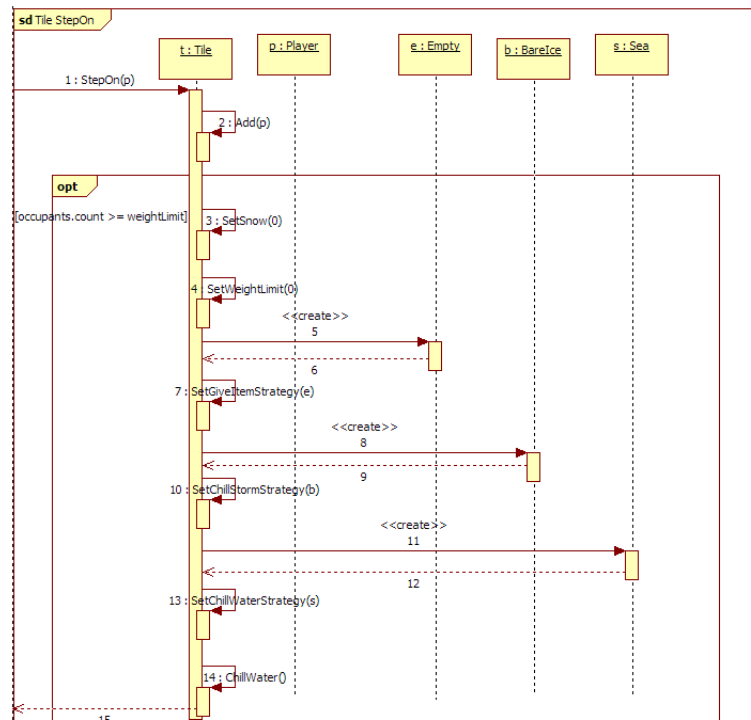 sd Tile StepOn
t : Tile
p : Player
e : Empty
b : BareIce
s : Sea
1 : StepOn(p)
2 : Add(p)
opt
[occupants.count >= weightLimit]
3 : SetSnow(0)
4 : SetWeightLimit(0)
<<create>>
5
6
7 : SetGiveItemStrategy(e)
<<create>>
8
9
10 : SetChillStormStrategy(b)
<<create>>
11
12
13 : SetChillWaterStrategy(s)
14 : ChillWater()
15